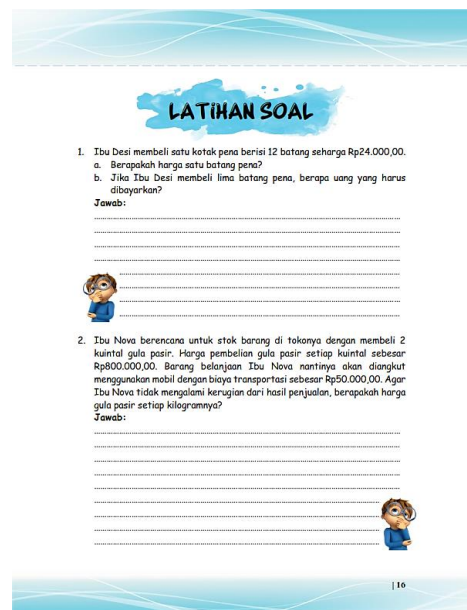 LATIHAN SOAL
1. Ibu Desi membeli satu kotak pena berisi 12 batang seharga Rp24.000,00.
a. Berapakah harga satu batang pena?
b. Jika Ibu Desi membeli lima batang pena, berapa uang yang harus
dibayarkan?
Jawab:
2. Ibu Nova berencana untuk stok barang di tokonya dengan membeli 2
kuintal gula pasir. Harga pembelian gula pasir setiap kuintal sebesar
Rp800.000,00. Barang belanjaan Ibu Nova nantinya akan diangkut
menggunakan mobil dengan biaya transportasi sebesar Rp50.000,00. Agar
Ibu Nova tidak mengalami kerugian dari hasil penjualan, berapakah harga
gula pasir setiap kilogramnya?
Jawab:
| 16